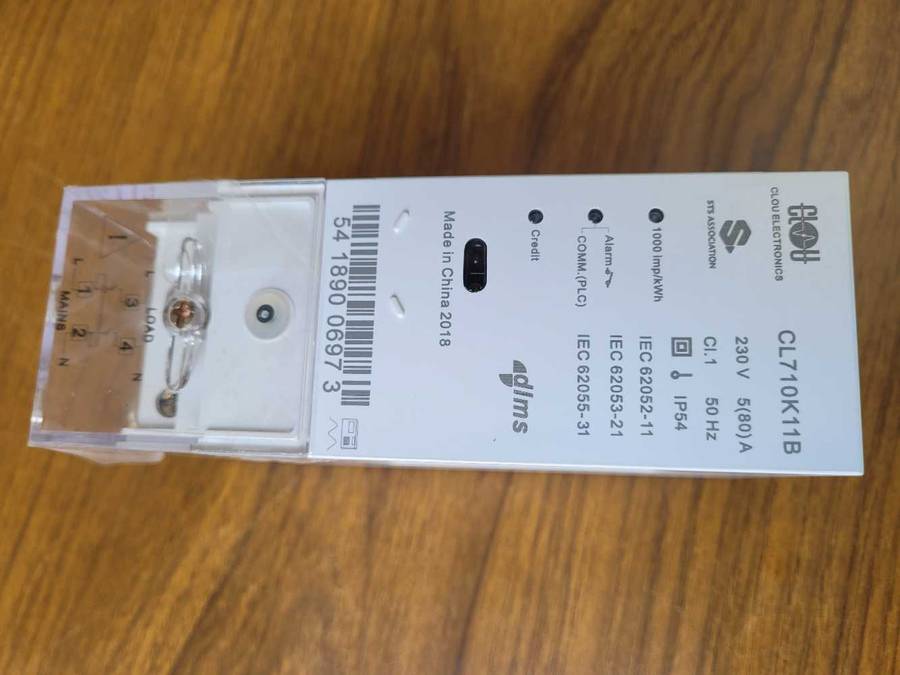 CLOU
CLOU ELECTRONICS
CL710K11B
STS ASSOCIATION
230 V 5(80) A
Cl.1 50 Hz
IP54
1000 imp/kWh
IEC 62052-11
Alarm
COMM.(PLC)
IEC 62053-21
IEC 62055-31
Credit
dlms
Made in China 2018
54 1890 0697 3
L 3 LOAD 4 N
L 1 2 N
MAINS